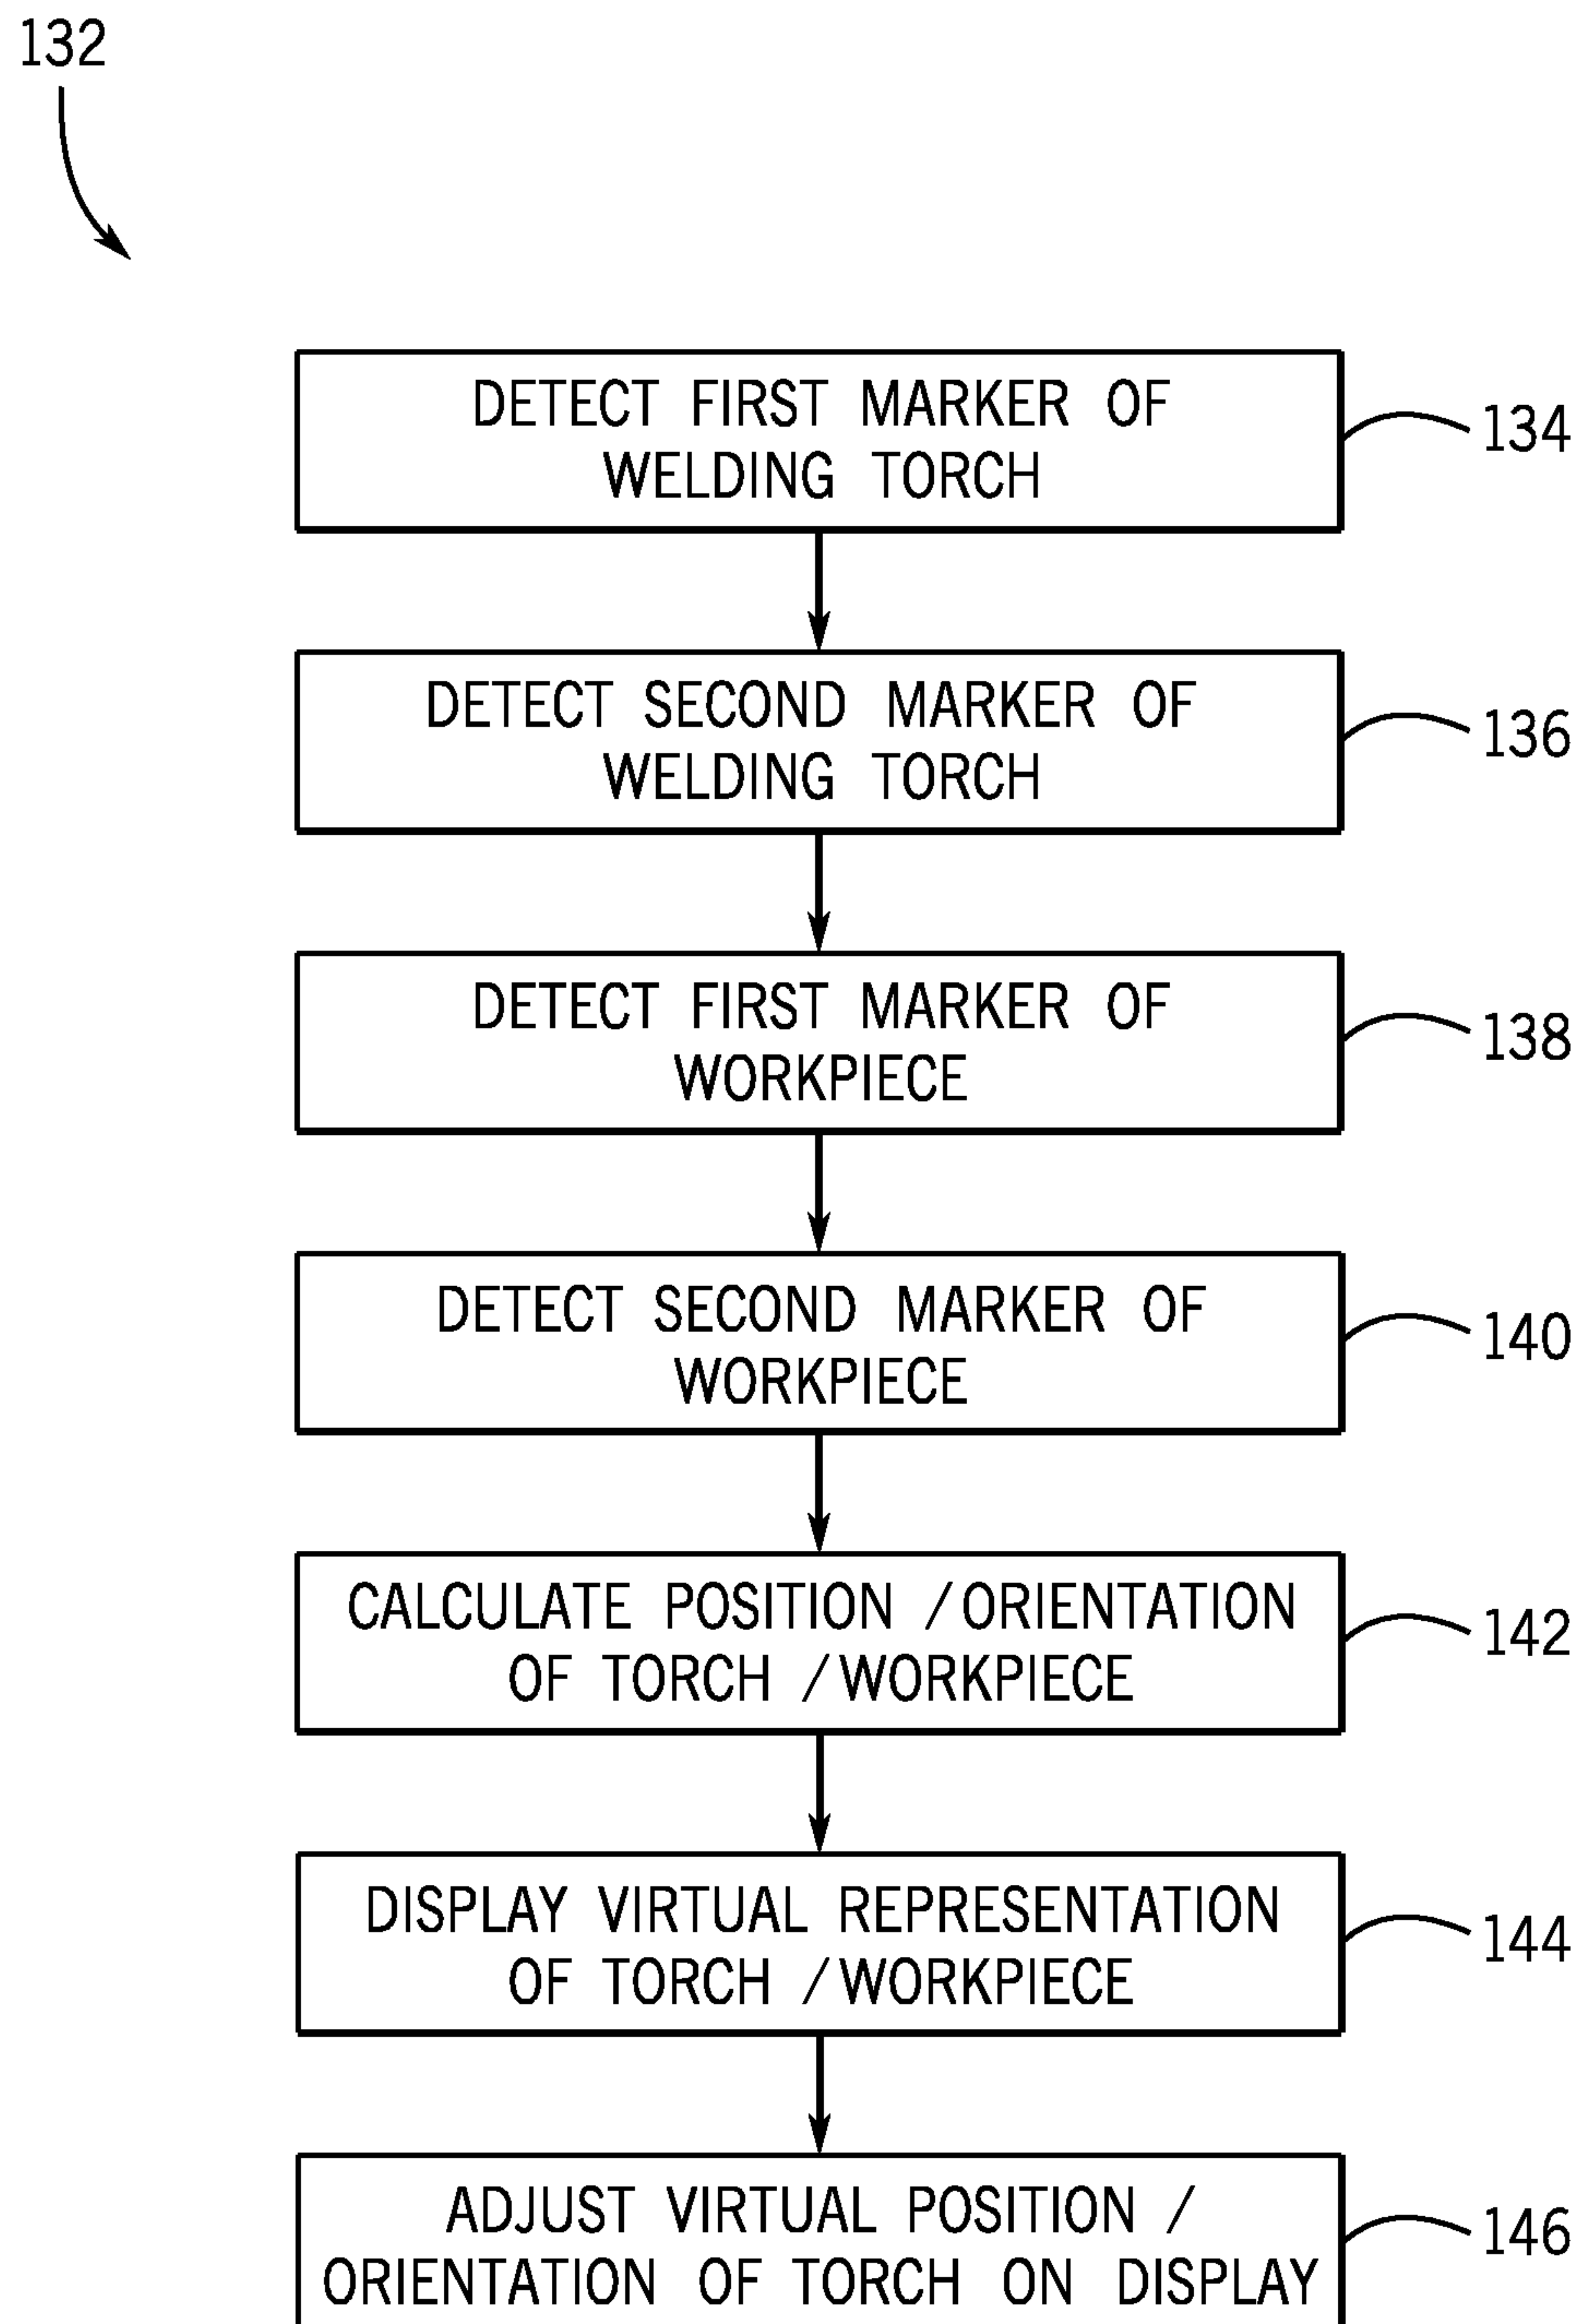 132
DETECT FIRST MARKER OF
WELDING TORCH
134
DETECT SECOND MARKER OF
WELDING TORCH
136
DETECT FIRST MARKER OF
WORKPIECE
138
DETECT SECOND MARKER OF
WORKPIECE
140
CALCULATE POSITION /ORIENTATION
OF TORCH /WORKPIECE
142
DISPLAY VIRTUAL REPRESENTATION
OF TORCH /WORKPIECE
144
ADJUST VIRTUAL POSITION /
ORIENTATION OF TORCH ON DISPLAY
146